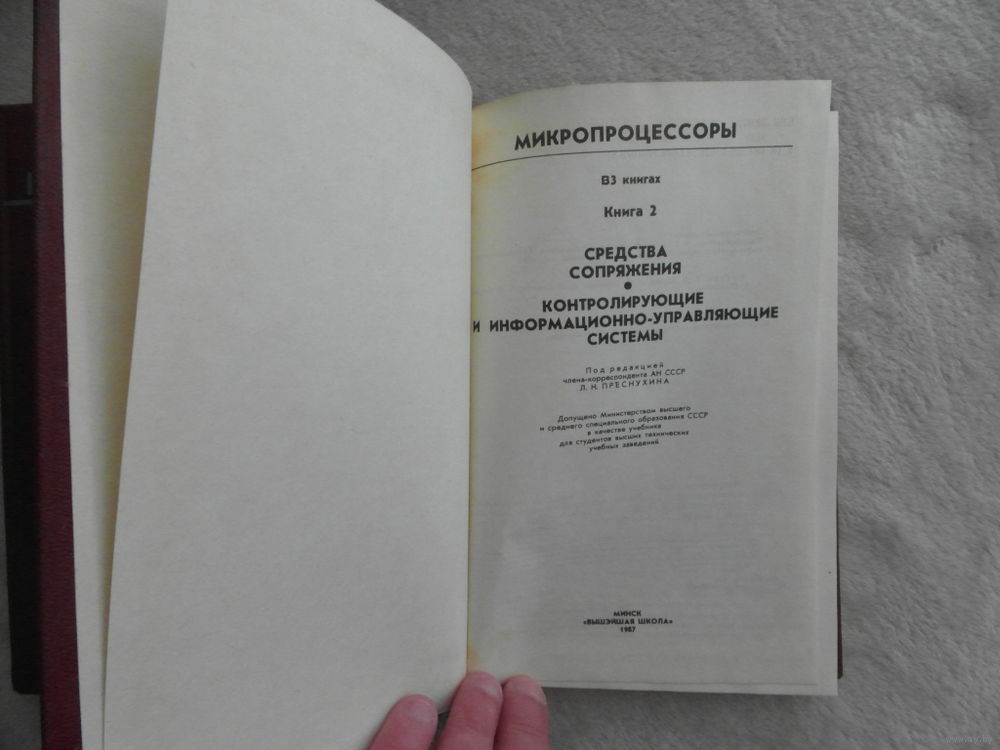 МИКРОПРОЦЕССОРЫ
В3 книгах
Книга 2
СРЕДСТВА
СОПРЯЖЕНИЯ
•
КОНТРОЛИРУЮЩИЕ
И ИНФОРМАЦИОННО-УПРАВЛЯЮЩИЕ
СИСТЕМЫ
Под редакцией
члена-корреспондента АН СССР
Л. Н. ПРЕСНУХИНА
Допущено Министерством высшего
и среднего специального образования СССР
в качестве учебника
для студентов высших технических
учебных заведений
МИНСК
«ВЫШЭЙШАЯ ШКОЛА»
1987